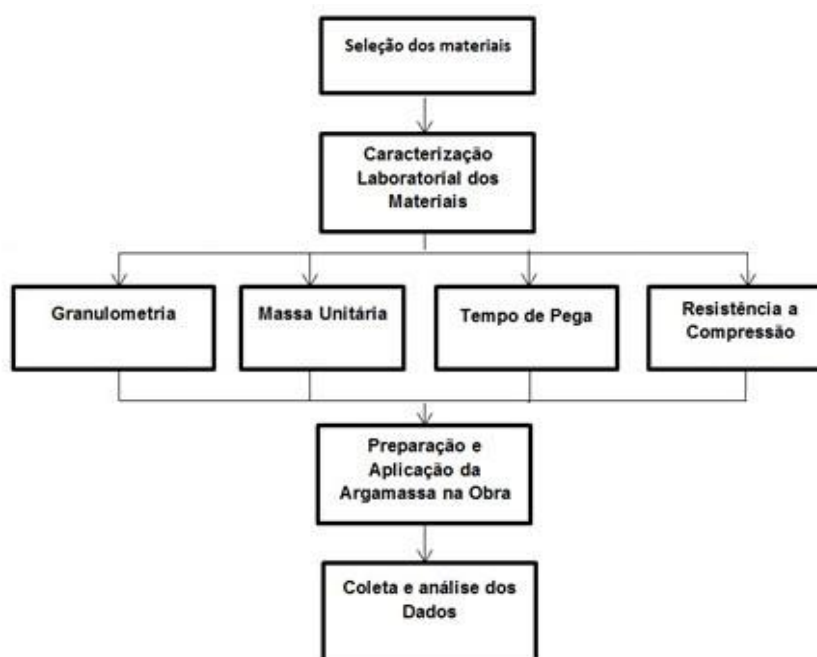 Seleção dos materiais
Caracterização
Laboratorial dos
Materiais
Granulometria
Massa Unitária
Tempo de Pega
Resistência a
Compressão
Preparação e
Aplicação da
Argamassa na Obra
Coleta e análise dos
Dados